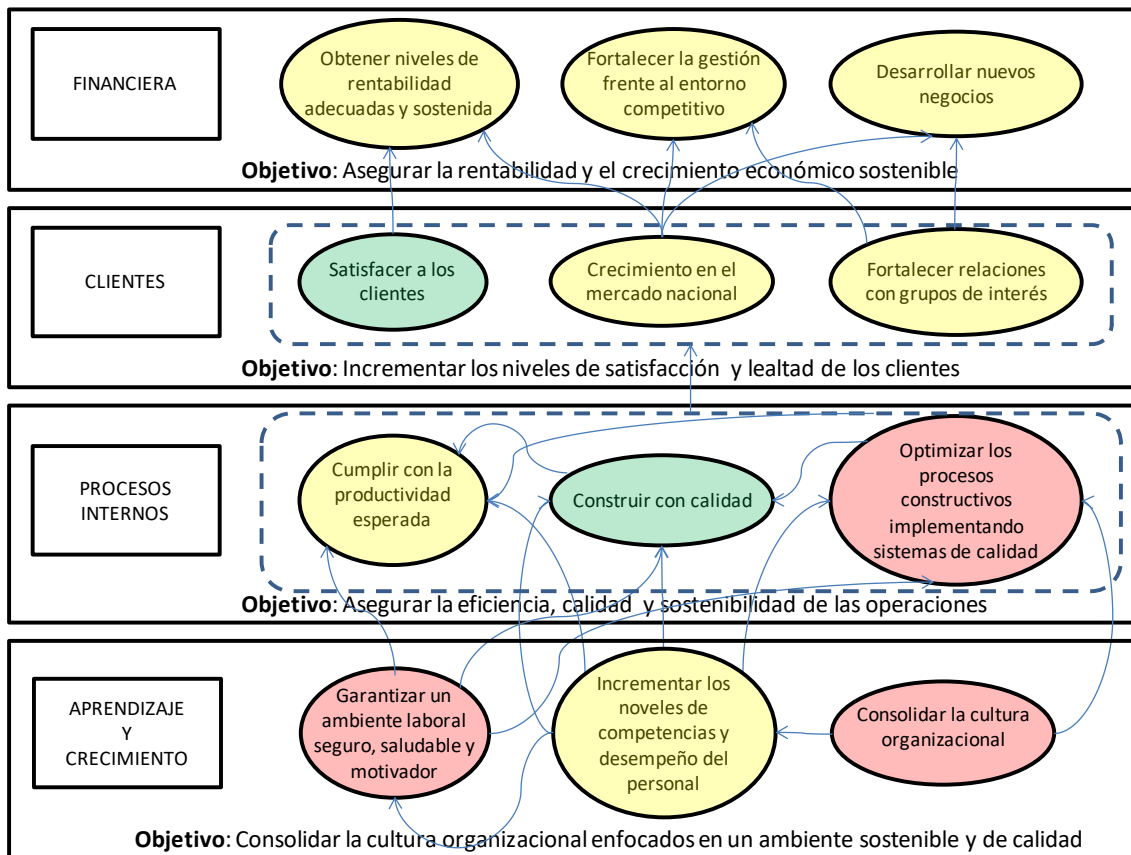 FINANCIERA
Obtener niveles de
rentabilidad
adecuadas y sostenida
Fortalecer la gestión
frente al entorno
competitivo
Desarrollar nuevos
negocios
Objetivo: Asegurar la rentabilidad y el crecimiento económico sostenible
CLIENTES
Satisfacer a los
clientes
Crecimiento en el
mercado nacional
Fortalecer relaciones
con grupos de interés
Objetivo: Incrementar los niveles de satisfacción y lealtad de los clientes
PROCESOS
INTERNOS
Cumplir con la
productividad
esperada
Construir con calidad
Optimizar los
procesos
constructivos
implementando
sistemas de calidad
Objetivo: Asegurar la eficiencia, calidad y sostenibilidad de las operaciones
APRENDIZAJE
Y
CRECIMIENTO
Garantizar un
ambiente laboral
seguro, saludable y
motivador
Incrementar los
noveles de
competencias y
desempeño del
personal
Consolidar la cultura
organizacional
Objetivo: Consolidar la cultura organizacional enfocados en un ambiente sostenible y de calidad